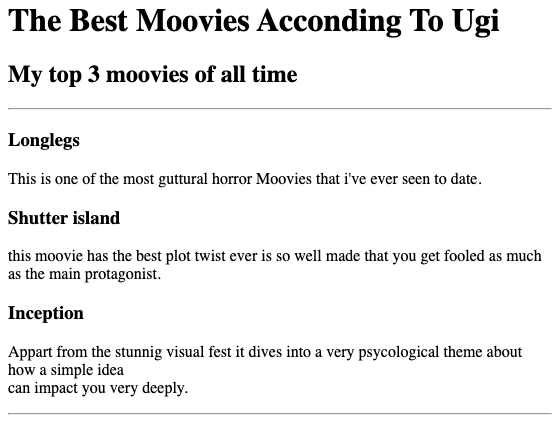 The Best Moovies Acconding To Ugi
My top 3 moovies of all time
Longlegs
This is one of the most guttural horror Moovies that i've ever seen to date.
Shutter island
this moovie has the best plot twist ever is so well made that you get fooled as much
as the main protagonist.
Inception
Appart from the stunnig visual fest it dives into a very psycological theme about
how a simple idea
can impact you very deeply.